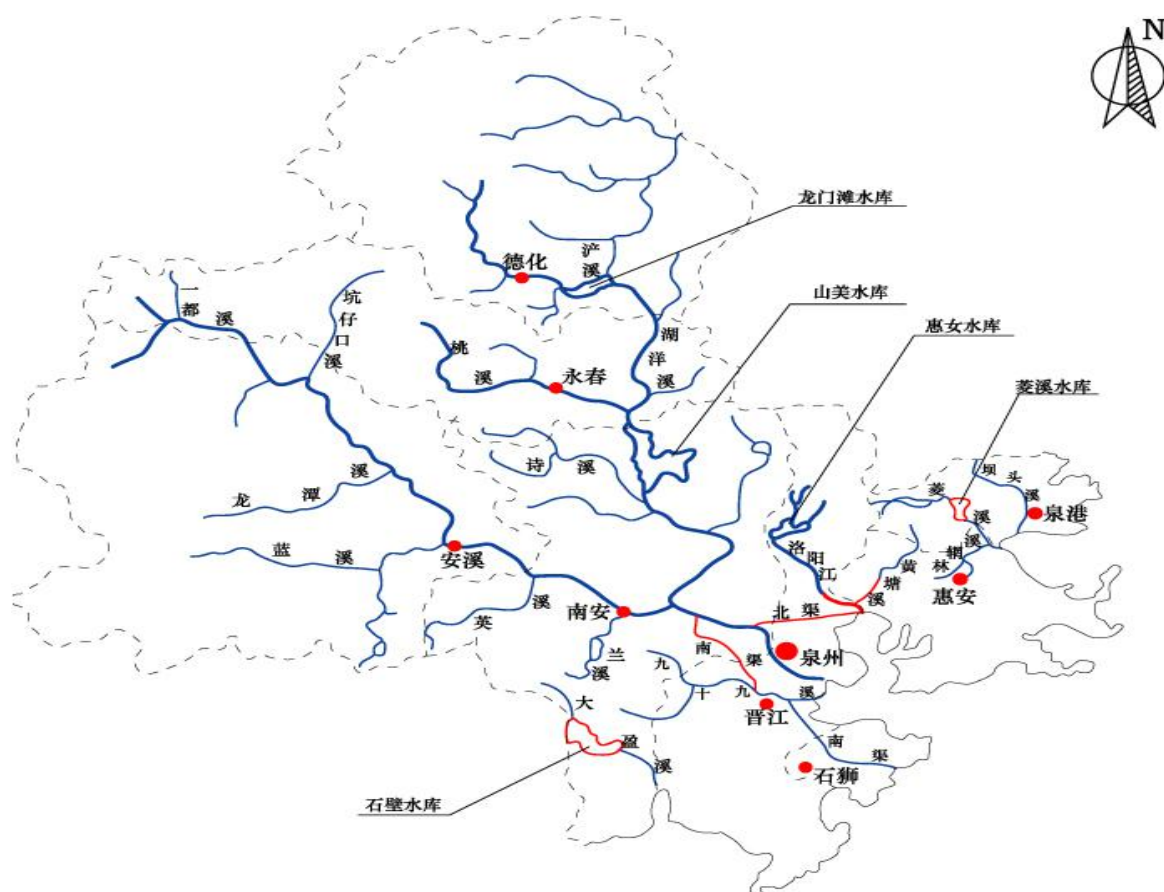 N
龙门滩水库
浐溪
德化
山美水库
一都溪
坑仔口溪
湖洋溪
惠女水库
桃溪
永春
菱溪水库
诗溪
坝头溪
龙潭溪
菱溪
泉港
蓝溪
安溪
洛阳江
黄塘溪
林辋溪
惠安
英溪
南安
北渠
兰溪
南渠
泉州
九十九溪
晋江
大盈溪
南渠
石狮
石壁水库